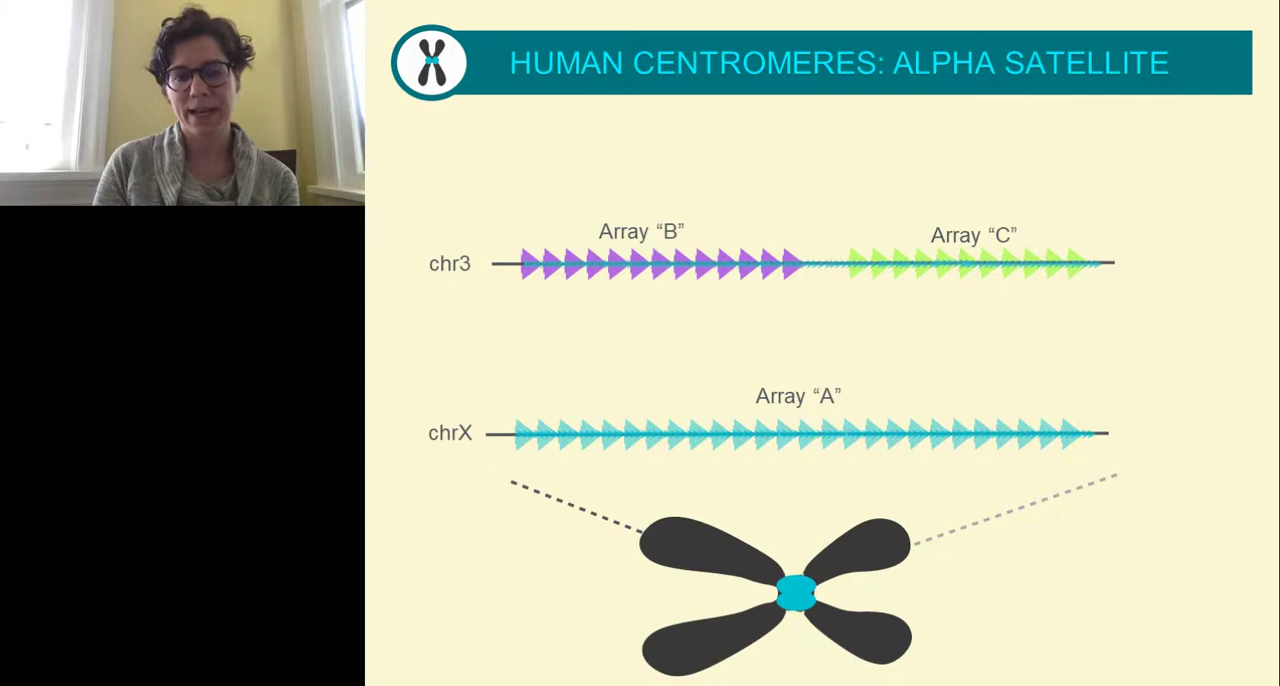 HUMAN CENTROMERES: ALPHA SATELLITE
Array “B”
Array “C”
chr3
Array “A”
chrX